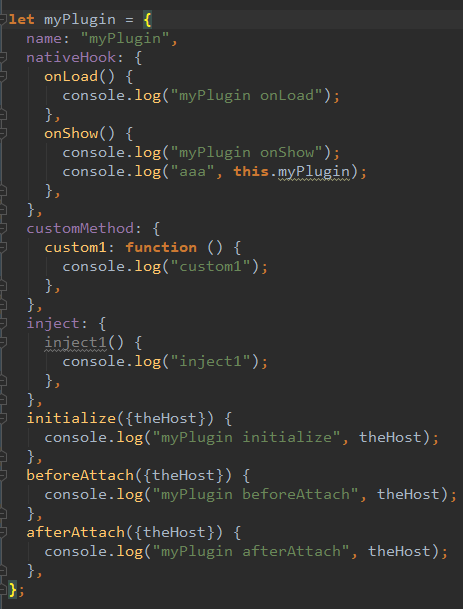 let myPlugin = {
  name: "myPlugin",
  nativeHook: {
    onLoad() {
      console.log("myPlugin onLoad");
    },
    onShow() {
      console.log("myPlugin onShow");
      console.log("aaa", this.myPlugin);
    },
  },
  customMethod: {
    custom1: function () {
      console.log("custom1");
    },
  },
  inject: {
    inject1() {
      console.log("inject1");
    },
  },
  initialize({theHost}) {
    console.log("myPlugin initialize", theHost);
  },
  beforeAttach({theHost}) {
    console.log("myPlugin beforeAttach", theHost);
  },
  afterAttach({theHost}) {
    console.log("myPlugin afterAttach", theHost);
  },
};